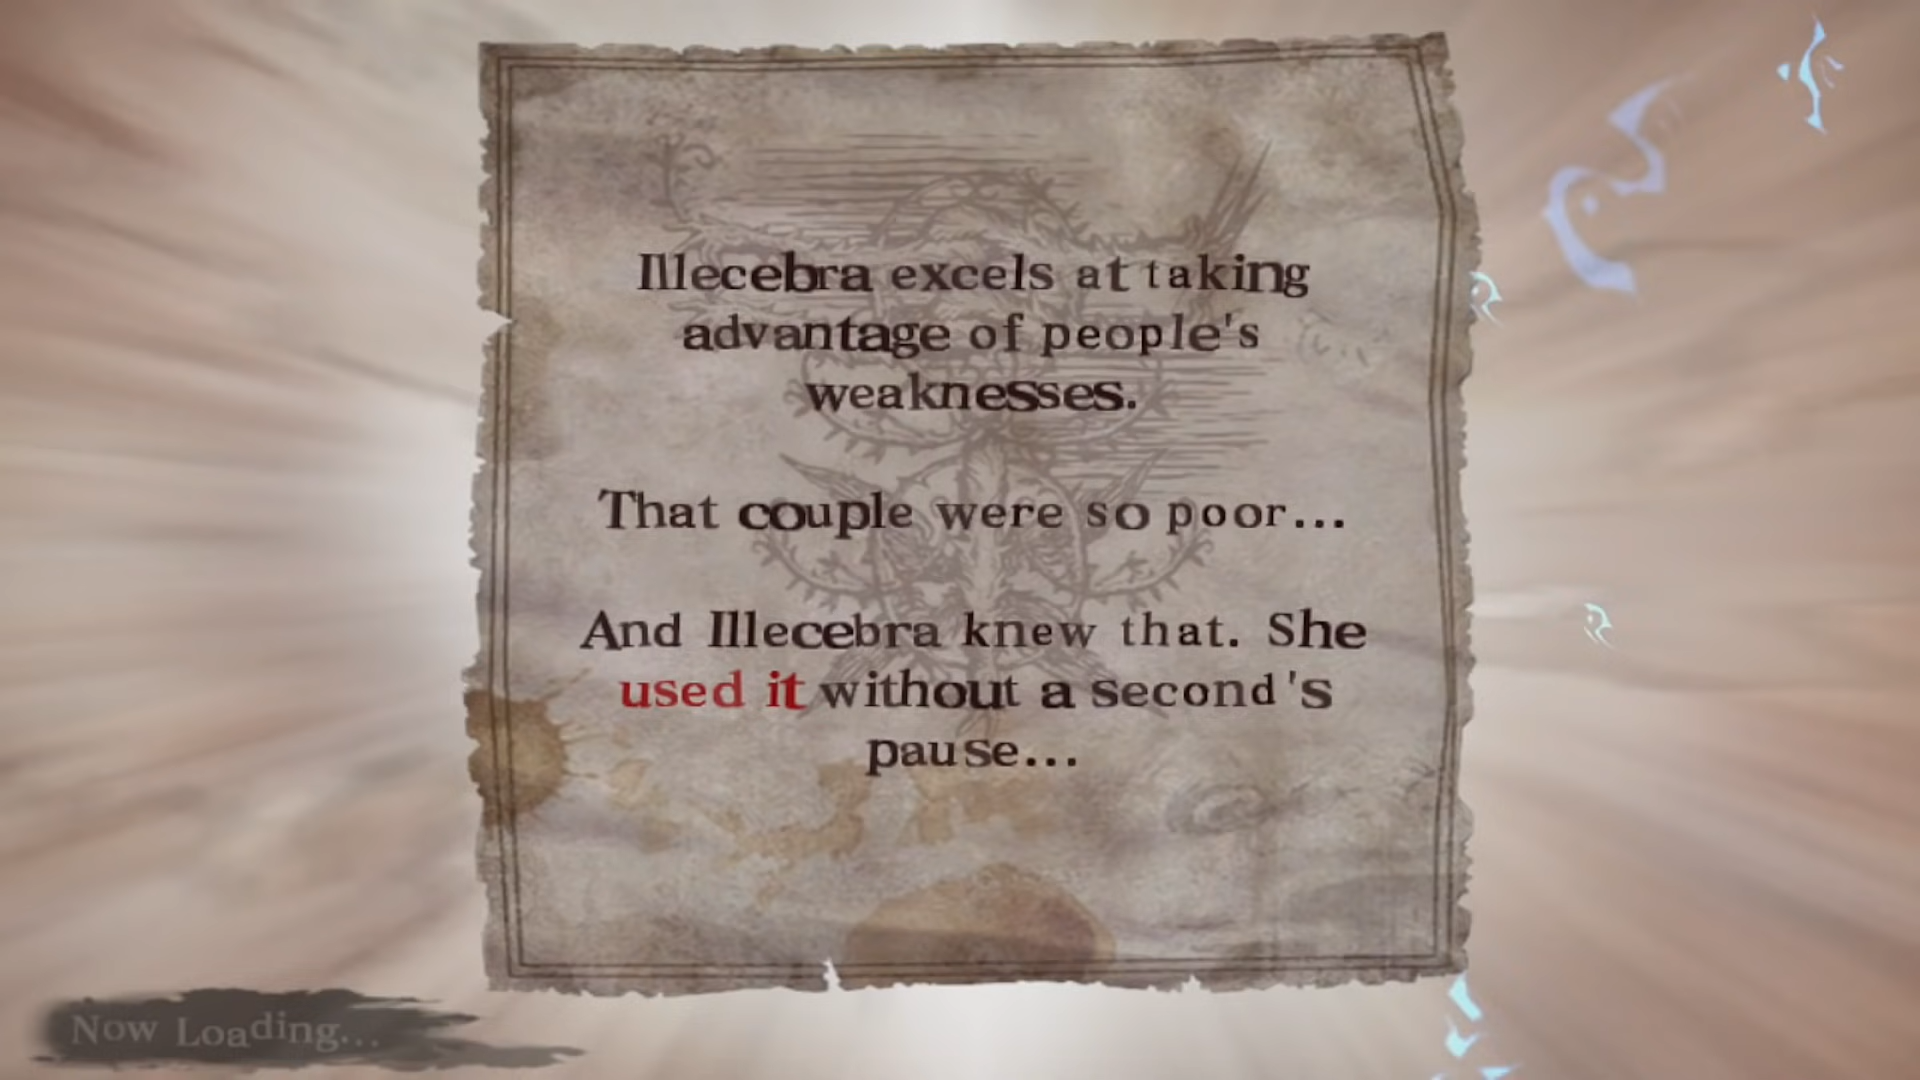 Illecebra excels at taking
advantage of people's
weaknesses.
That couple were so poor...
And Illecebra knew that. She
used it without a second's
pause...
Now Loading...